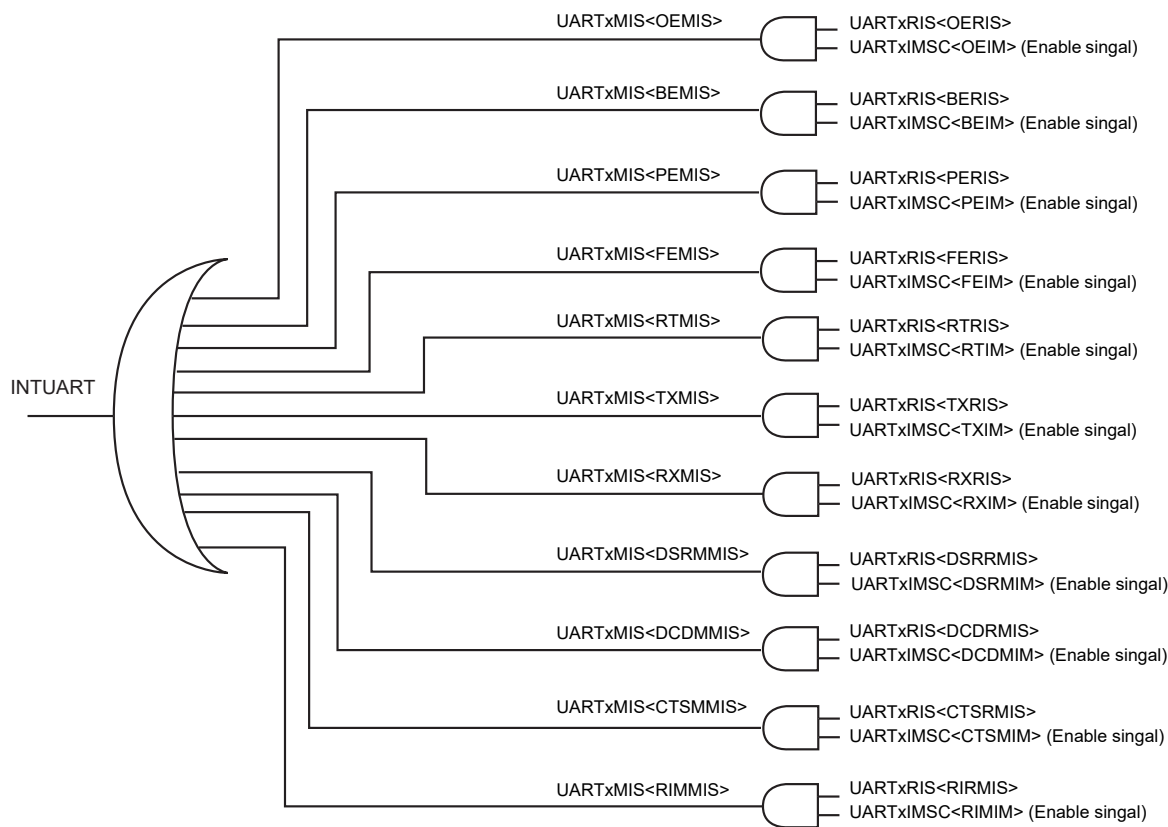 UARTxMIS<OEMIS>
UARTxRIS<OERIS>
UARTxIMSC<OEIM> (Enable singal)
UARTxMIS<BEMIS>
UARTxRIS<BERIS>
UARTxIMSC<BEIM> (Enable singal)
UARTxMIS<PEMIS>
UARTxRIS<PERIS>
UARTxIMSC<PEIM> (Enable singal)
UARTxMIS<FEMIS>
UARTxRIS<FERIS>
UARTxIMSC<FEIM> (Enable singal)
UARTxMIS<RTMIS>
UARTxRIS<RTRIS>
UARTxIMSC<RTIM> (Enable singal)
INTUART
UARTxMIS<TXMIS>
UARTxRIS<TXRIS>
UARTxIMSC<TXIM> (Enable singal)
UARTxMIS<RXMIS>
UARTxRIS<RXRIS>
UARTxIMSC<RXIM> (Enable singal)
UARTxMIS<DSRMMIS>
UARTxRIS<DSRRMIS>
UARTxIMSC<DSRMIM> (Enable singal)
UARTxMIS<DCDMMIS>
UARTxRIS<DCDRMIS>
UARTxIMSC<DCDMIM> (Enable singal)
UARTxMIS<CTSMMIS>
UARTxRIS<CTSRMIS>
UARTxIMSC<CTSMIM> (Enable singal)
UARTxMIS<RIMMIS>
UARTxRIS<RIRMIS>
UARTxIMSC<RIMIM> (Enable singal)